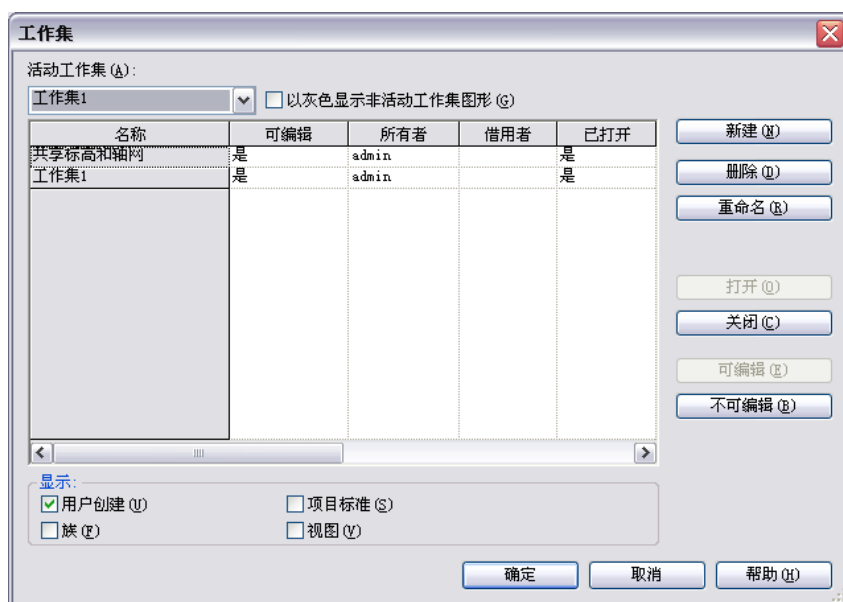 工作集
活动工作集(A):
工作集1
以灰色显示非活动工作集图形(G)
名称 可编辑 所有者 借用者 已打开
共享标高和轴网 是 admin 是
工作集1 是 admin 是
新建(N)
删除(D)
重命名(R)
打开(O)
关闭(C)
可编辑(E)
不可编辑(B)
显示:
用户创建(U) 项目标准(S)
族(F) 视图(V)
确定 取消 帮助(H)